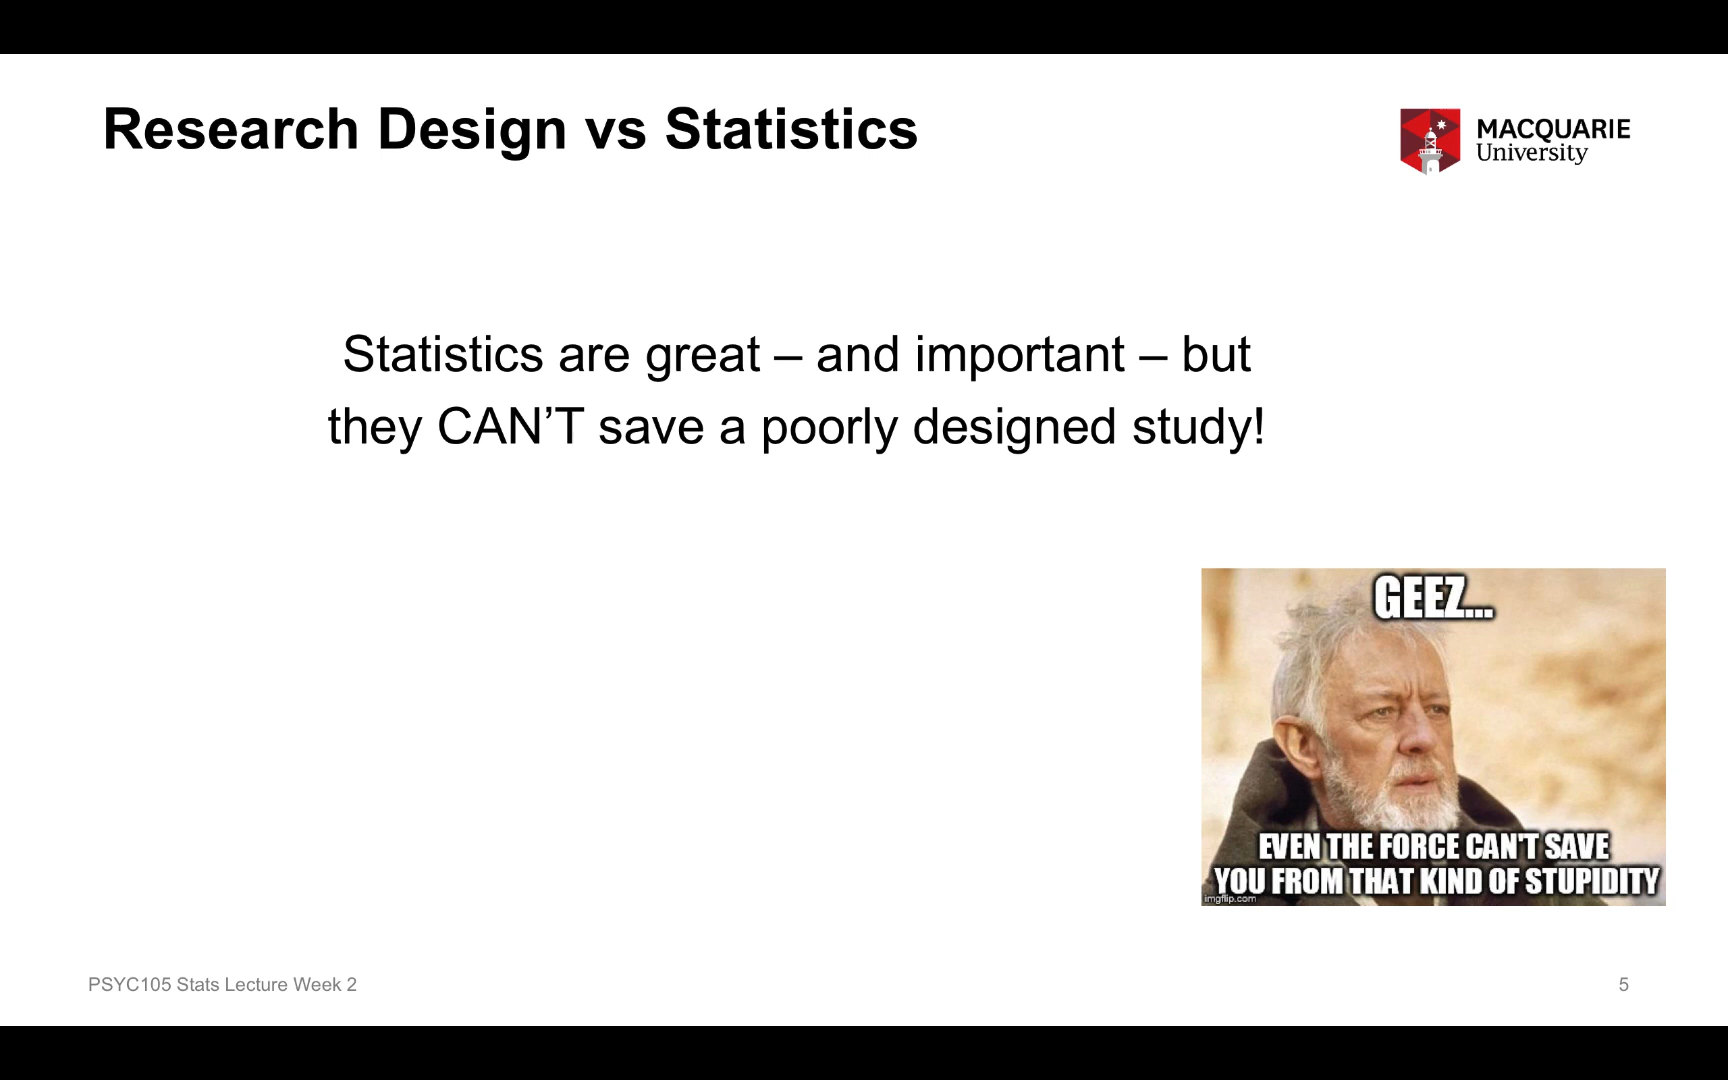 Research Design vs Statistics
MACQUARIE
University
Statistics are great – and important – but
they CAN’T save a poorly designed study!
GEEZ...
EVEN THE FORCE CAN'T SAVE
YOU FROM THAT KIND OF STUPIDITY
imgflip.com
PSYC105 Stats Lecture Week 2
5